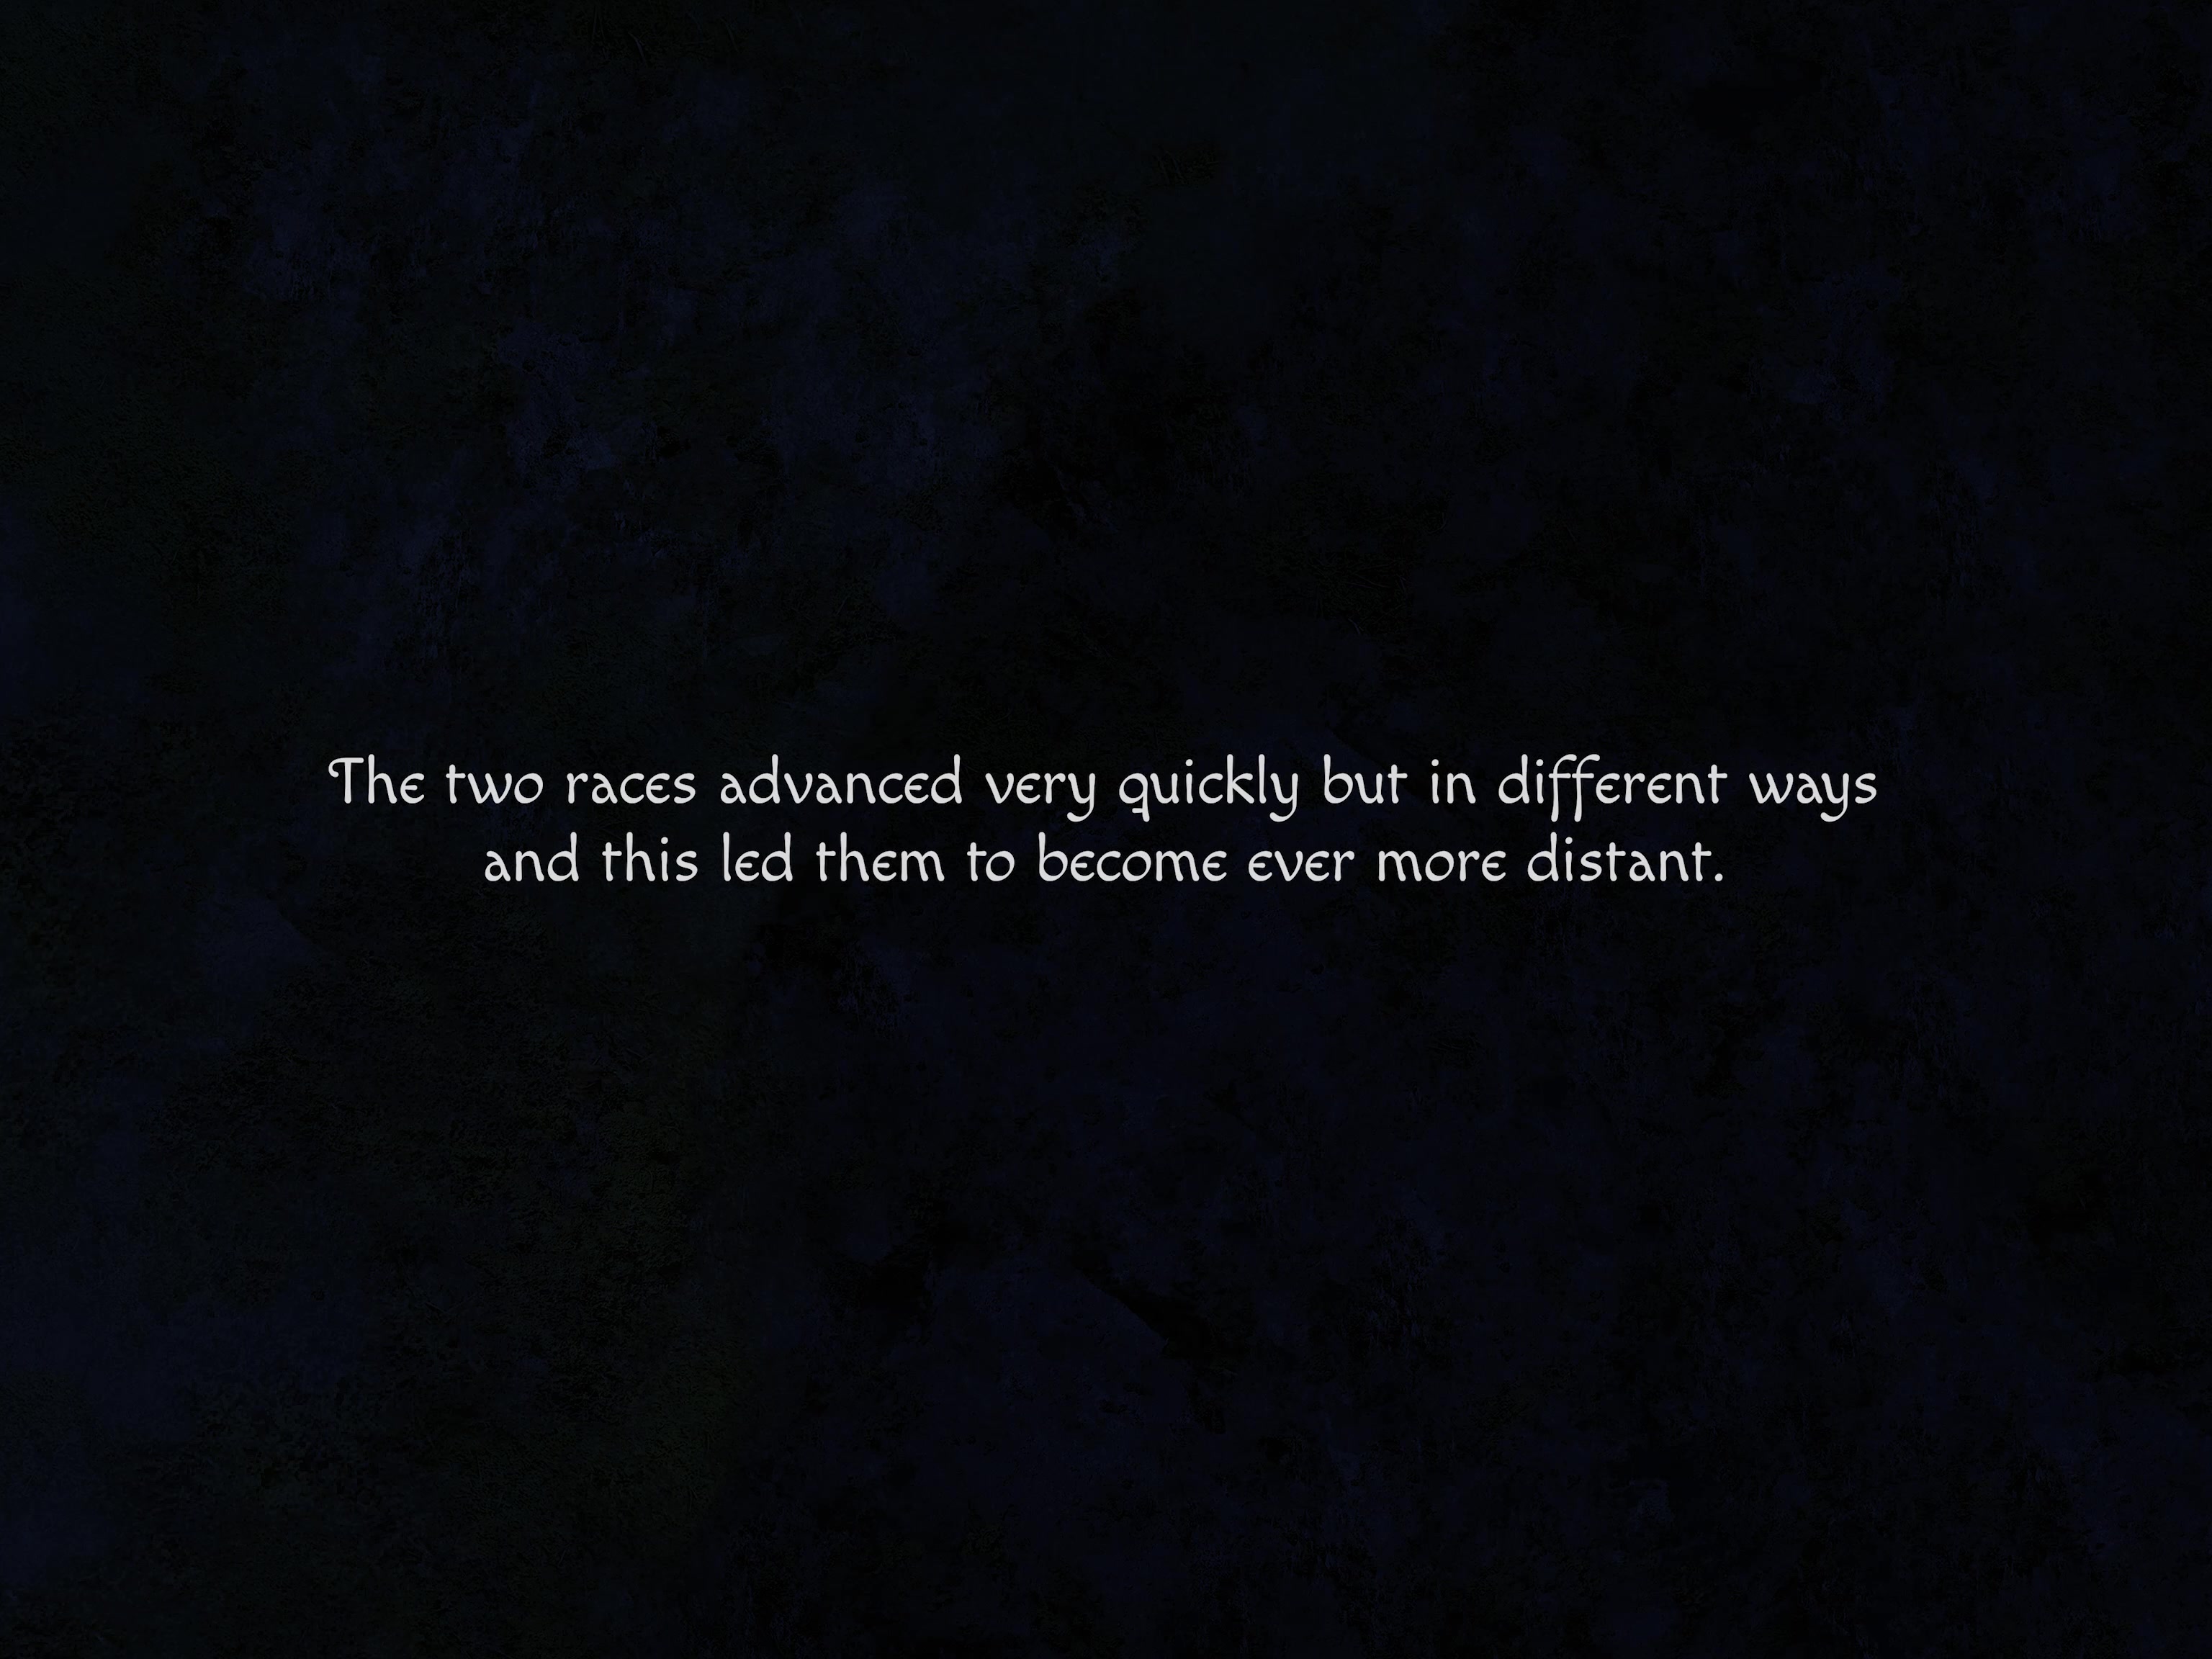 The two races advanced very quickly but in different ways
and this led them to become ever more distant.